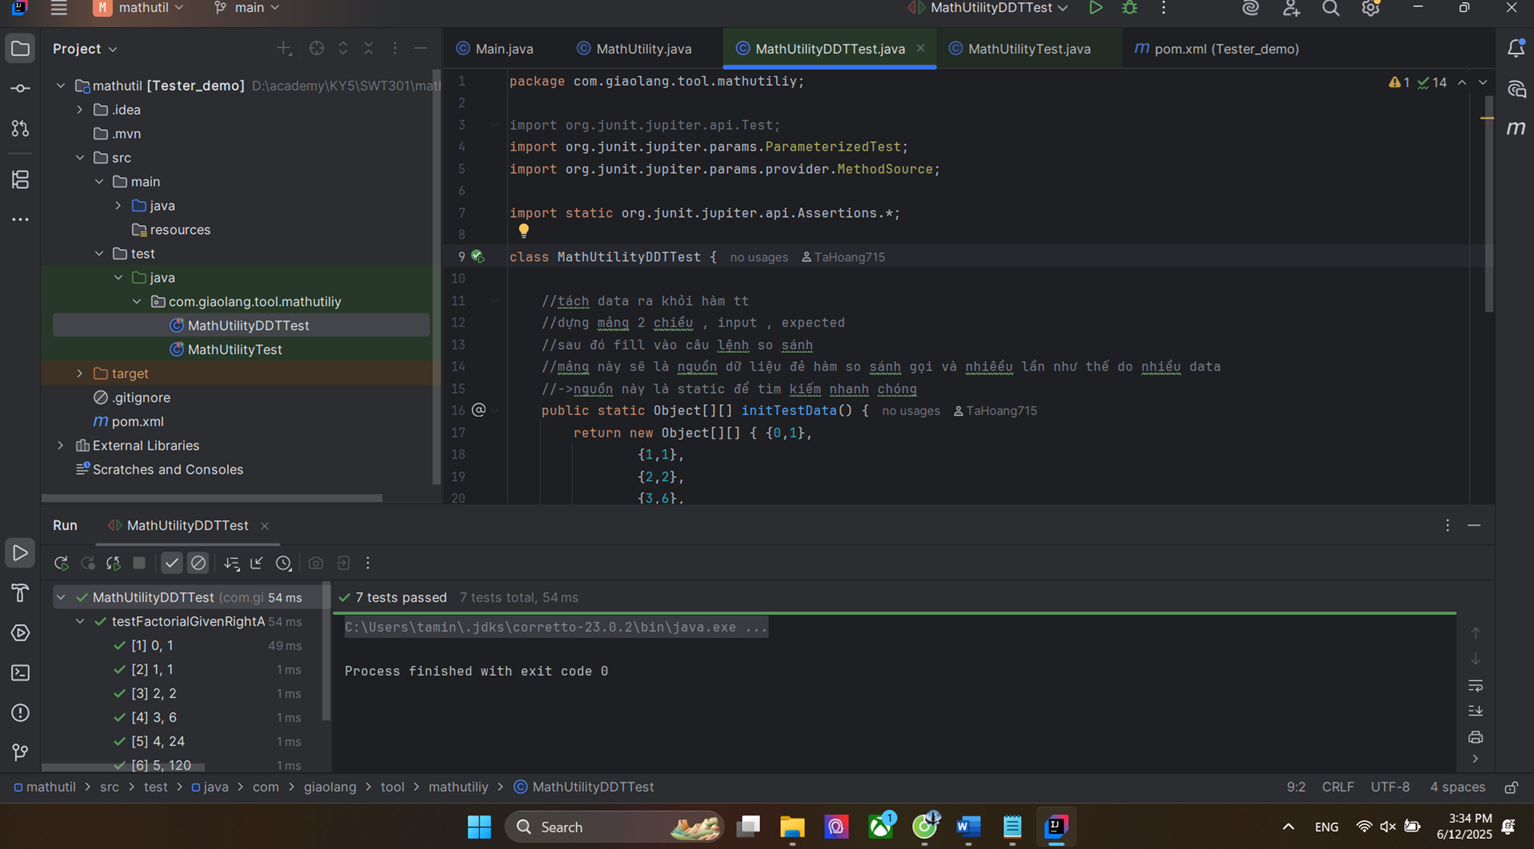 M mathutil
main
MathUtilityDDTTest
Project
Main.java
MathUtility.java
MathUtilityDDTTest.java
MathUtilityTest.java
m pom.xml (Tester_demo)
mathutil [Tester_demo] D:\academy\KY5\SWT301\mat
.idea
.mvn
src
main
java
resources
test
java
com.giaolang.tool.mathutiliy
MathUtilityDDTTest
MathUtilityTest
target
.gitignore
m pom.xml
External Libraries
Scratches and Consoles
1 package com.giaolang.tool.mathutiliy;
2
3 import org.junit.jupiter.api.Test;
4 import org.junit.jupiter.params.ParameterizedTest;
5 import org.junit.jupiter.params.provider.MethodSource;
6
7 import static org.junit.jupiter.api.Assertions.*;
8
9 class MathUtilityDDTTest { no usages TaHoang715
10
11 //tách data ra khỏi hàm tt
12 //dựng mảng 2 chiều , input , expected
13 //sau đó fill vào câu lệnh so sánh
14 //mảng này sẽ là nguồn dữ liệu đẻ hàm so sánh gọi và nhiêều lần như thế do nhiều data
15 //->nguồn này là static để tìm kiếm nhanh chóng
16 public static Object[][] initTestData() { no usages TaHoang715
17 return new Object[][] { {0,1},
18 {1,1},
19 {2,2},
20 {3,6},
1 14
m
Run
MathUtilityDDTTest
MathUtilityDDTTest (com.gi 54 ms
testFactorialGivenRightA 54 ms
[1] 0, 1 49 ms
[2] 1, 1 1 ms
[3] 2, 2 1 ms
[4] 3, 6 1 ms
[5] 4, 24 1 ms
[6] 5, 120 1 ms
7 tests passed 7 tests total, 54 ms
C:\Users\tamin\.jdks\corretto-23.0.2\bin\java.exe ...
Process finished with exit code 0
mathutil > src > test > java > com > giaolang > tool > mathutiliy > MathUtilityDDTTest
9:2 CRLF UTF-8 4 spaces
Search
1
ENG
3:34 PM
6/12/2025